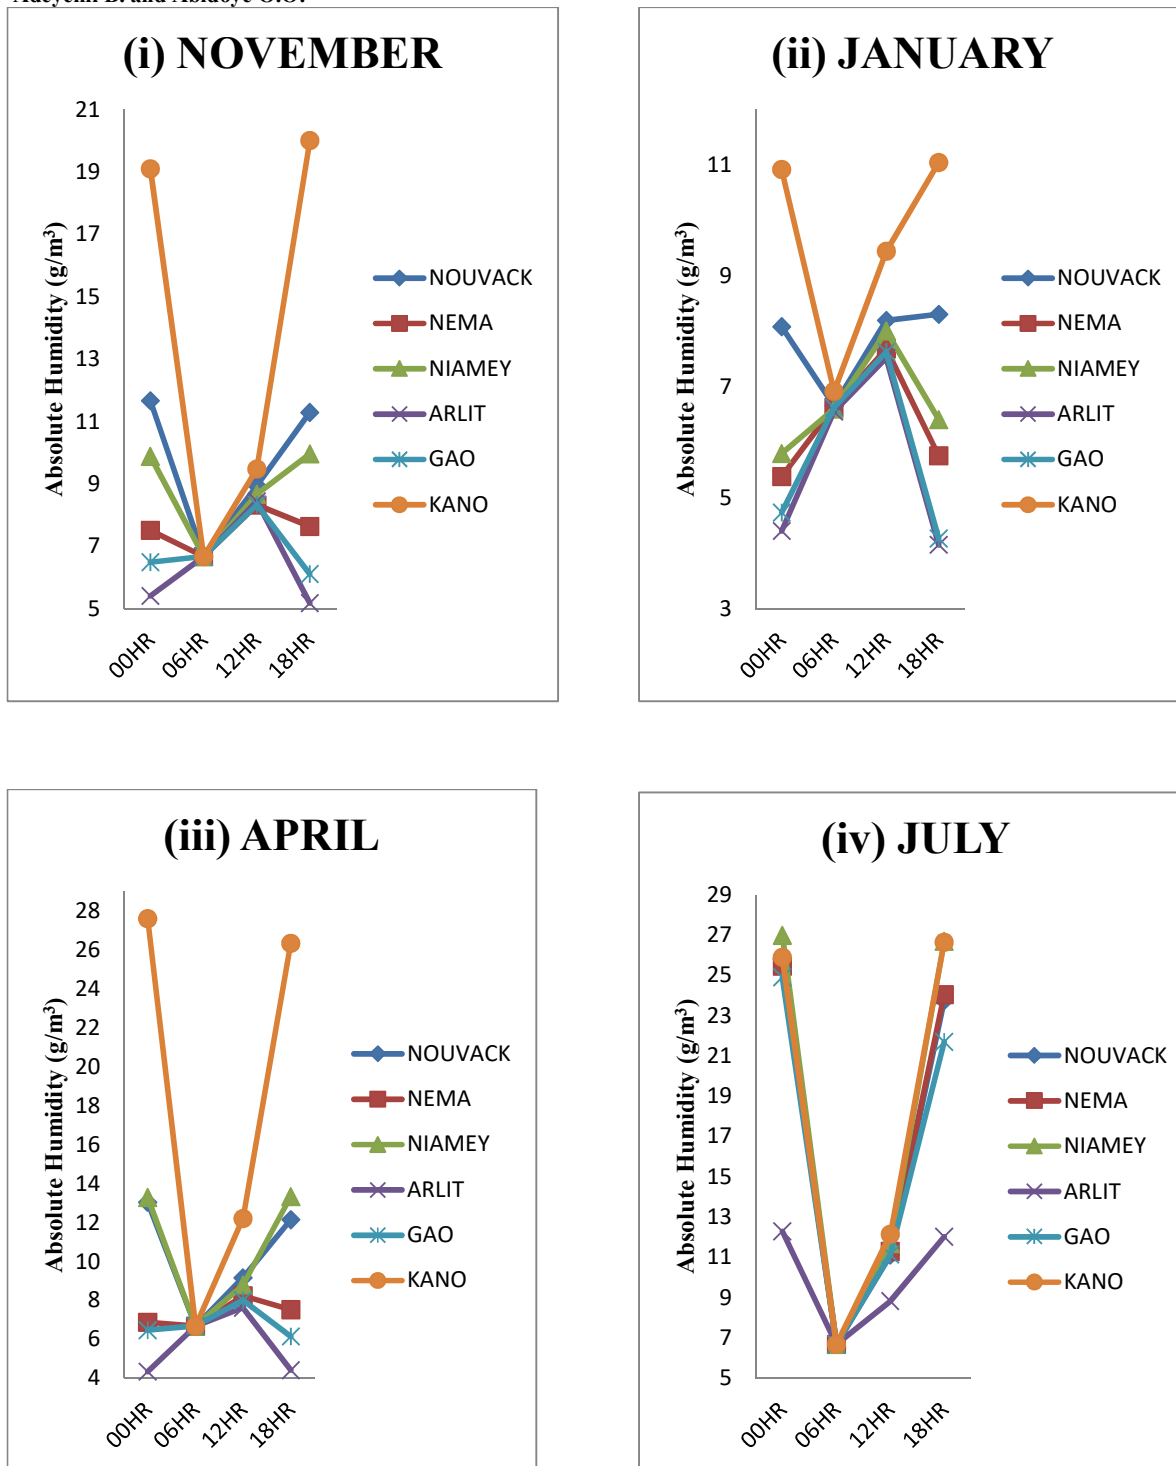 Adeyemi B. and Abidoye O.O.
(i) NOVEMBER
21
19
17
15
13
11
9
7
5
Absolute Humidity (g/m³)
00HR
06HR
12HR
18HR
NOUVACK
NEMA
NIAMEY
ARLIT
GAO
KANO
(ii) JANUARY
11
9
7
5
3
Absolute Humidity (g/m³)
00HR
06HR
12HR
18HR
NOUVACK
NEMA
NIAMEY
ARLIT
GAO
KANO
(iii) APRIL
28
26
24
22
20
18
16
14
12
10
8
6
4
Absolute Humidity (g/m³)
00HR
06HR
12HR
18HR
NOUVACK
NEMA
NIAMEY
ARLIT
GAO
KANO
(iv) JULY
29
27
25
23
21
19
17
15
13
11
9
7
5
Absolute Humidity (g/m³)
00HR
06HR
12HR
18HR
NOUVACK
NEMA
NIAMEY
ARLIT
GAO
KANO